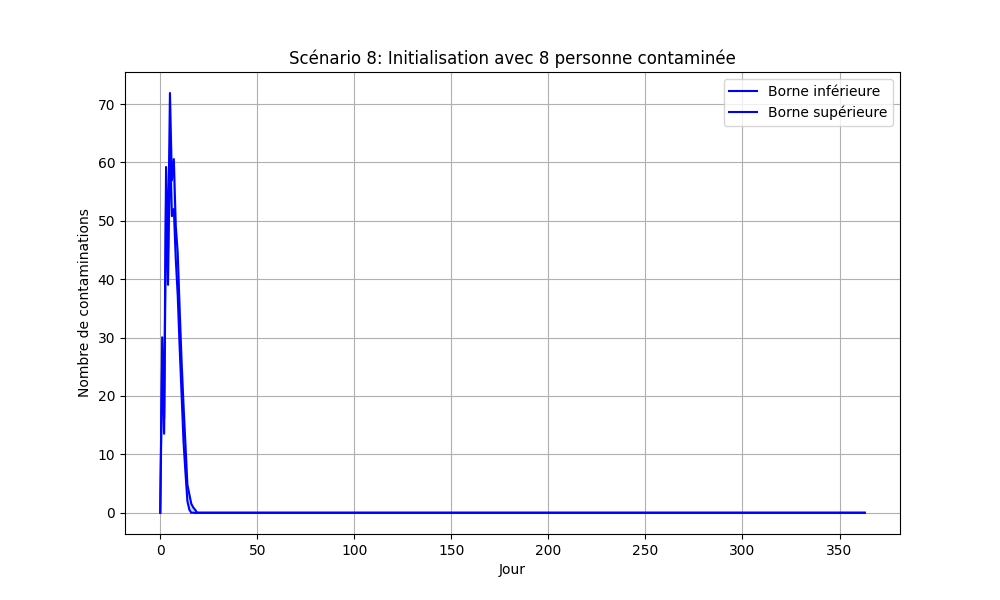 Scénario 8: Initialisation avec 8 personne contaminée
Borne inférieure
Borne supérieure
Nombre de contaminations
70
60
50
40
30
20
10
0
0 50 100 150 200 250 300 350
Jour